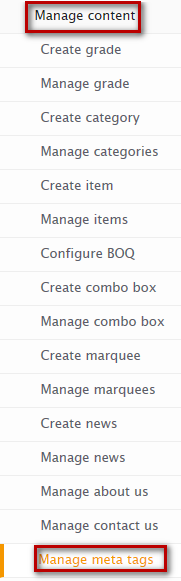 Manage content
Create grade
Manage grade
Create category
Manage categories
Create item
Manage items
Configure BOQ
Create combo box
Manage combo box
Create marquee
Manage marquees
Create news
Manage news
Manage about us
Manage contact us
Manage meta tags